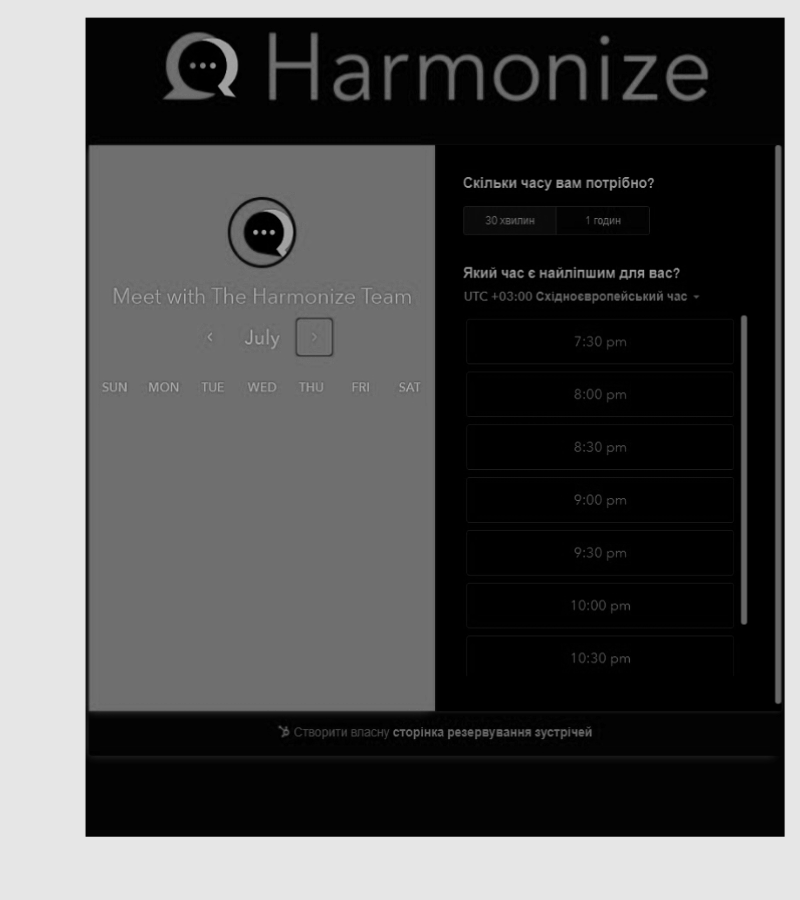 Harmonize
Meet with The Harmonize Team
July
SUN MON TUE WED THU FRI SAT
Скільки часу вам потрібно?
30 хвилин 1 годин
Який час є найліпшим для вас?
UTC +03:00 Східноєвропейський час
7:30 pm
8:00 pm
8:30 pm
9:00 pm
9:30 pm
10:00 pm
10:30 pm
Створити власну сторінка резервування зустрічей